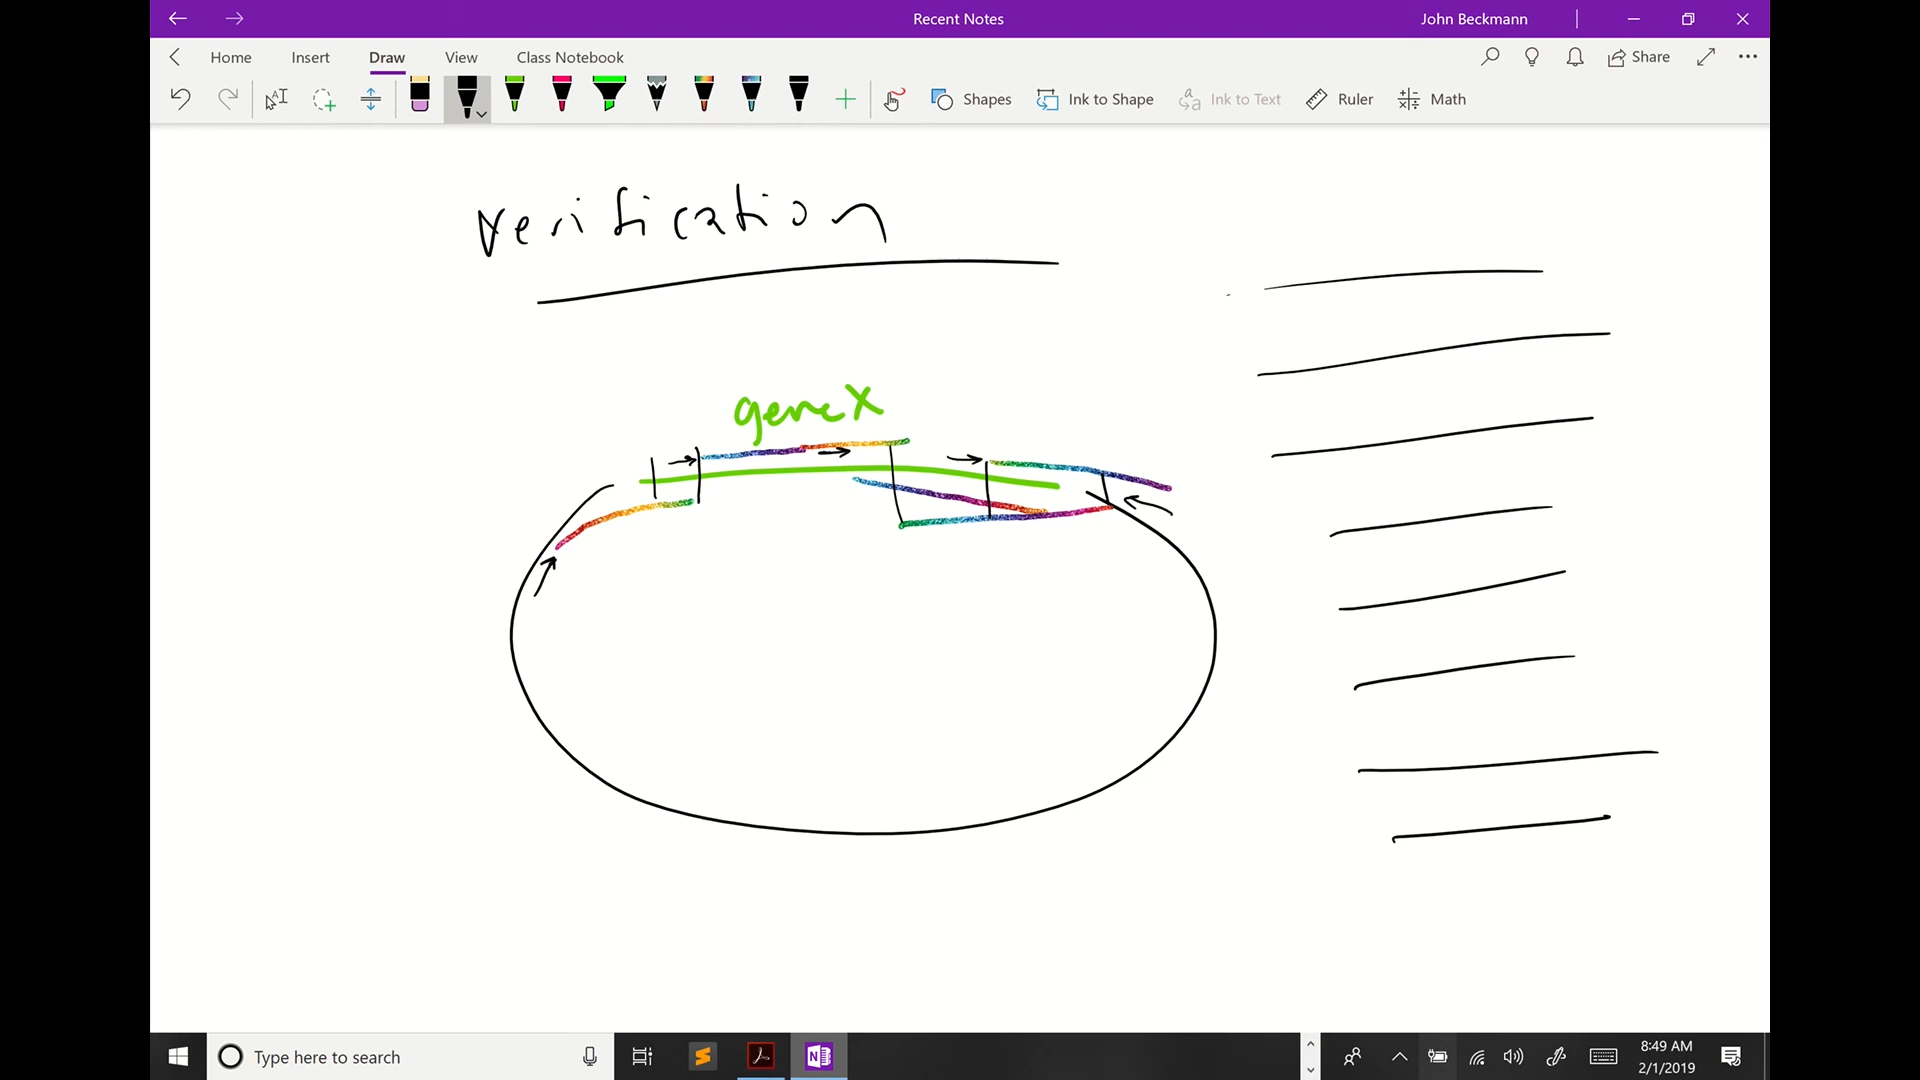 Recent Notes
John Beckmann
Home Insert Draw View Class Notebook
Share
Shapes Ink to Shape Ink to Text Ruler Math
verification
gene X
Type here to search
8:49 AM
2/1/2019